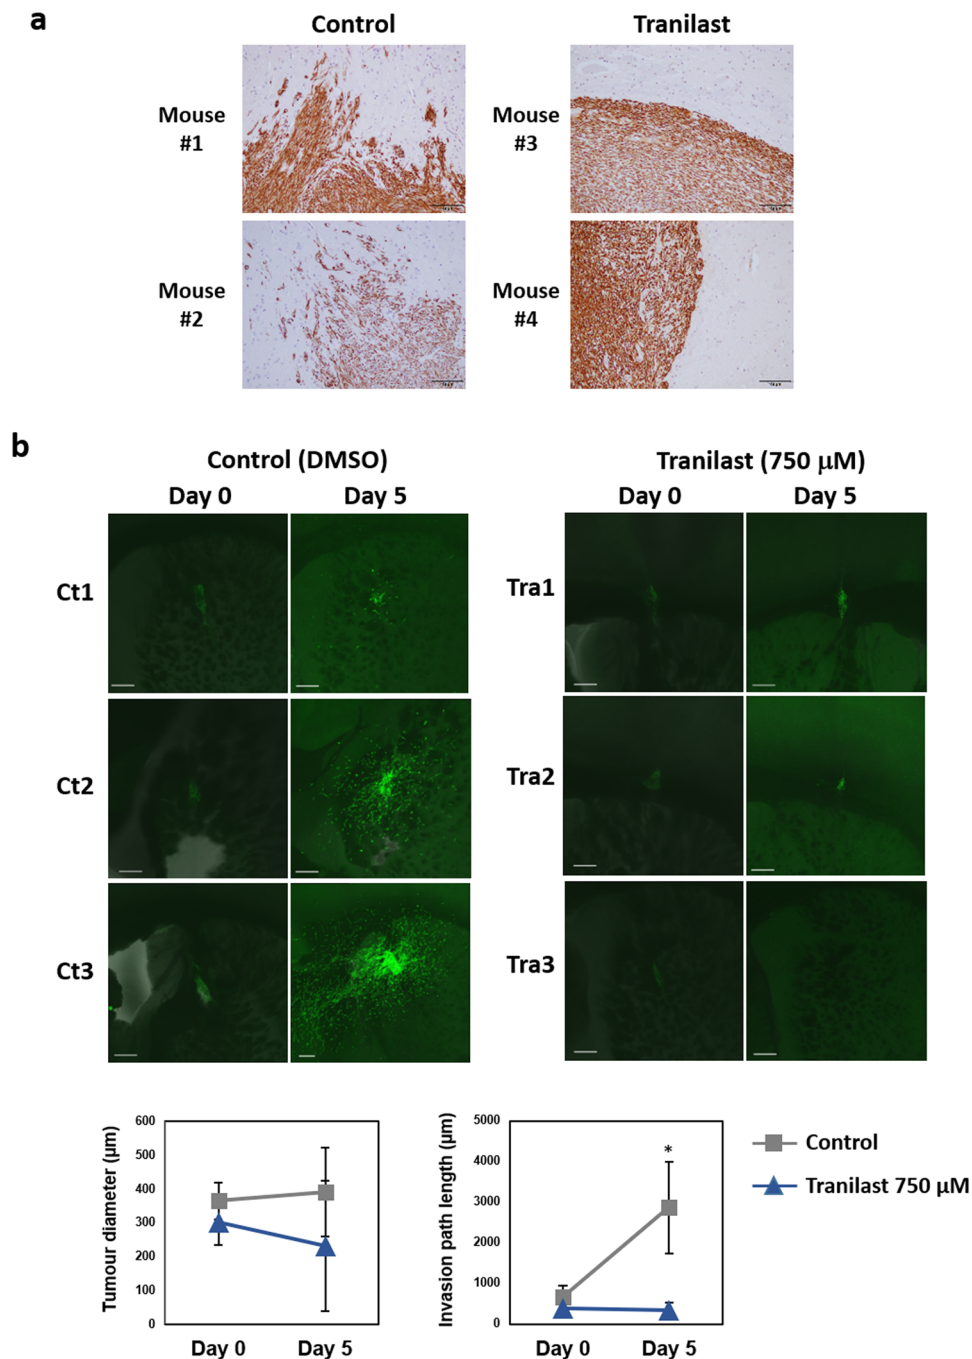 a
Control
Tranilast
Mouse
#1
Mouse
#3
Mouse
#2
Mouse
#4
b
Control (DMSO)
Tranilast (750 µM)
Day 0
Day 5
Day 0
Day 5
Ct1
Tra1
Ct2
Tra2
Ct3
Tra3
Tumour diameter (µm)
600
500
400
300
200
100
0
Day 0
Day 5
Invasion path length (µm)
5000
4000
3000
2000
1000
0
*
Day 0
Day 5
Control
Tranilast 750 µM